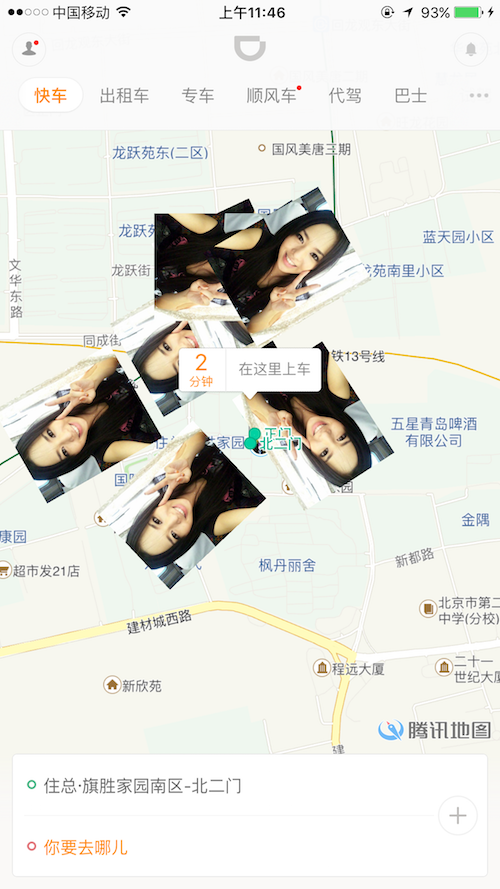 中国移动
上午11:46
93%
快车
出租车
专车
顺风车
代驾
巴士
龙跃苑东(二区)
国风美唐三期
蓝天园小区
龙跃街
苑南里小区
文华东路
同成街
铁13号线
2
分钟
在这里上车
五星青岛啤酒
有限公司
正门
北二门
家园
康园
金隅
超市发21店
枫丹丽舍
新都路
北京市第二
中学(分校)
建材城西路
程远大厦
二十一
世纪大厦
新欣苑
腾讯地图
建
住总·旗胜家园南区-北二门
你要去哪儿